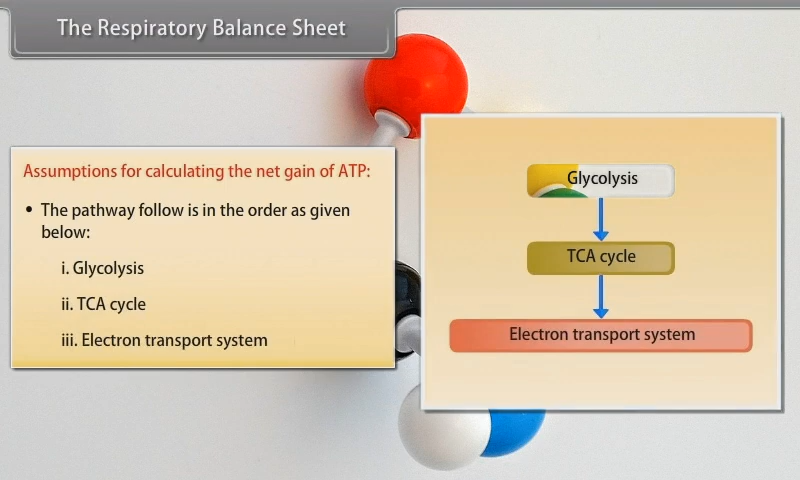 The Respiratory Balance Sheet
Assumptions for calculating the net gain of ATP:
• The pathway follow is in the order as given
below:
i. Glycolysis
ii. TCA cycle
iii. Electron transport system
Glycolysis
TCA cycle
Electron transport system